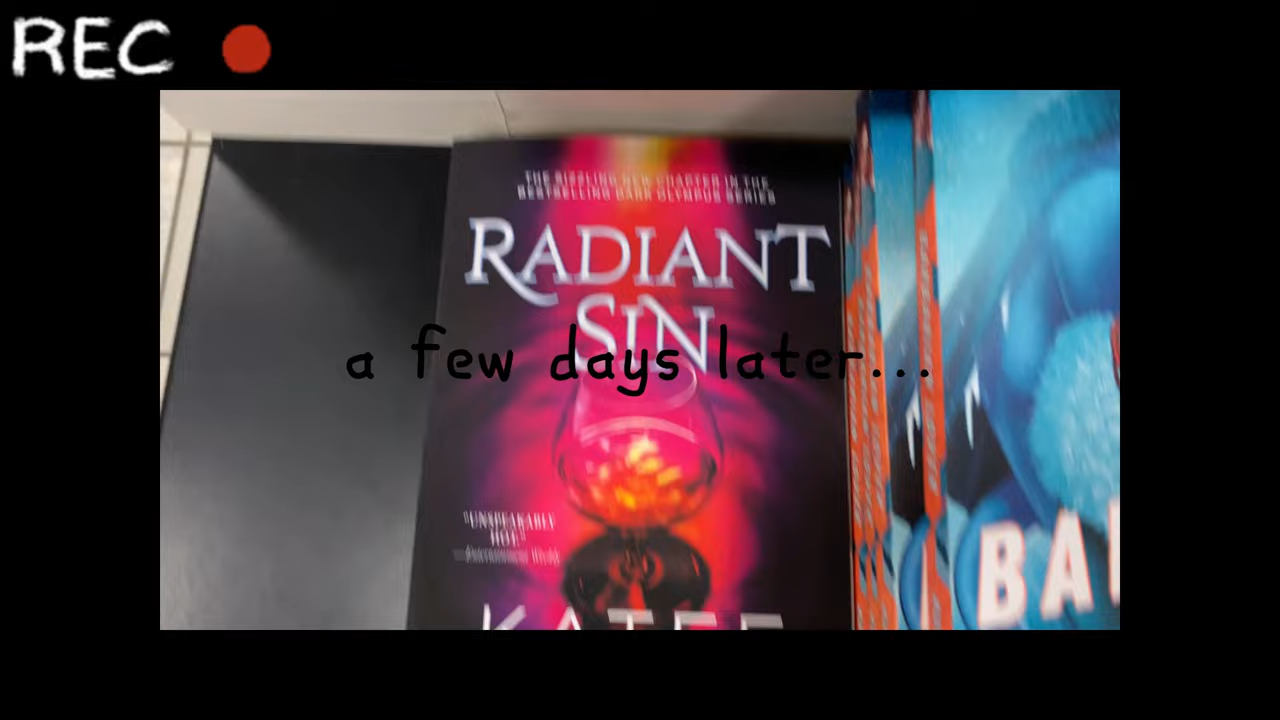 REC
THE SIZZLING NEW CHAPTER IN THE
BESTSELLING DARK OLYMPUS SERIES
RADIANT
SIN
a few days later...
"UNSPEAKABLY
HOT."
KATEE
BA